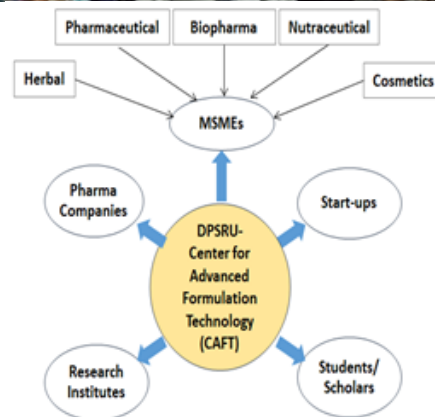 Pharmaceutical
Biopharma
Nutraceutical
Herbal
Cosmetics
MSMEs
Pharma
Companies
Start-ups
DPSRU-
Center for
Advanced
Formulation
Technology
(CAFT)
Research
Institutes
Students/
Scholars